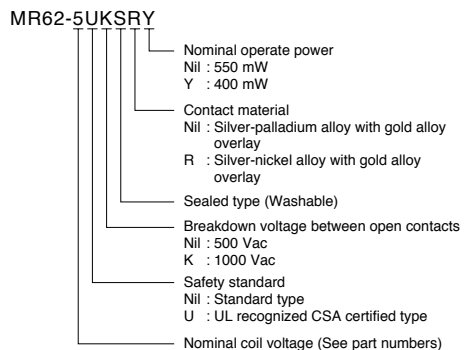 MR62-5UKSRY
Nominal operate power
Nil : 550 mW
Y : 400 mW
Contact material
Nil : Silver-palladium alloy with gold alloy
overlay
R : Silver-nickel alloy with gold alloy
overlay
Sealed type (Washable)
Breakdown voltage between open contacts
Nil : 500 Vac
K : 1000 Vac
Safety standard
Nil : Standard type
U : UL recognized CSA certified type
Nominal coil voltage (See part numbers)